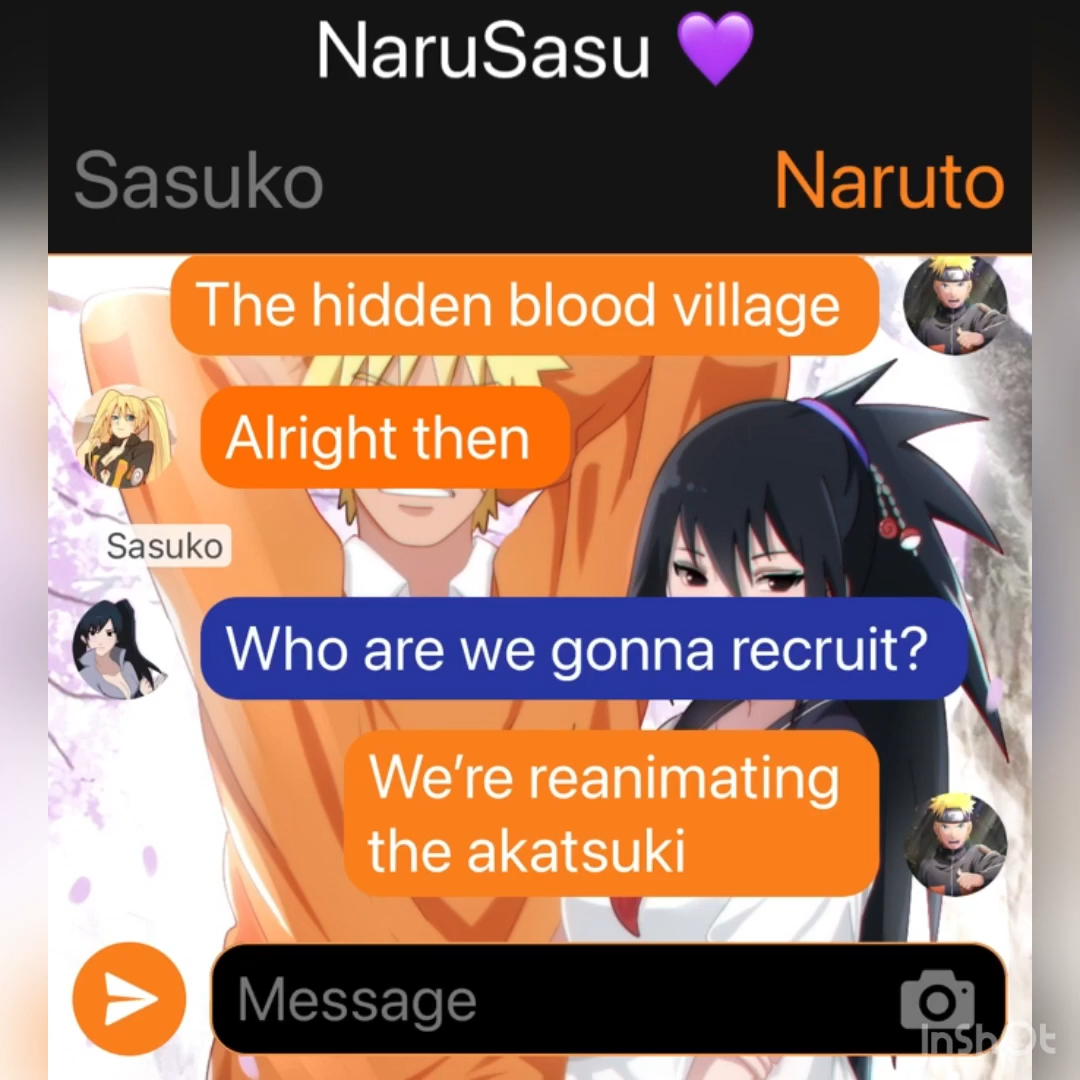 NaruSasu 💜
Sasuko
Naruto
The hidden blood village
Alright then
Sasuko
Who are we gonna recruit?
We’re reanimating
the akatsuki
Message
InShOt